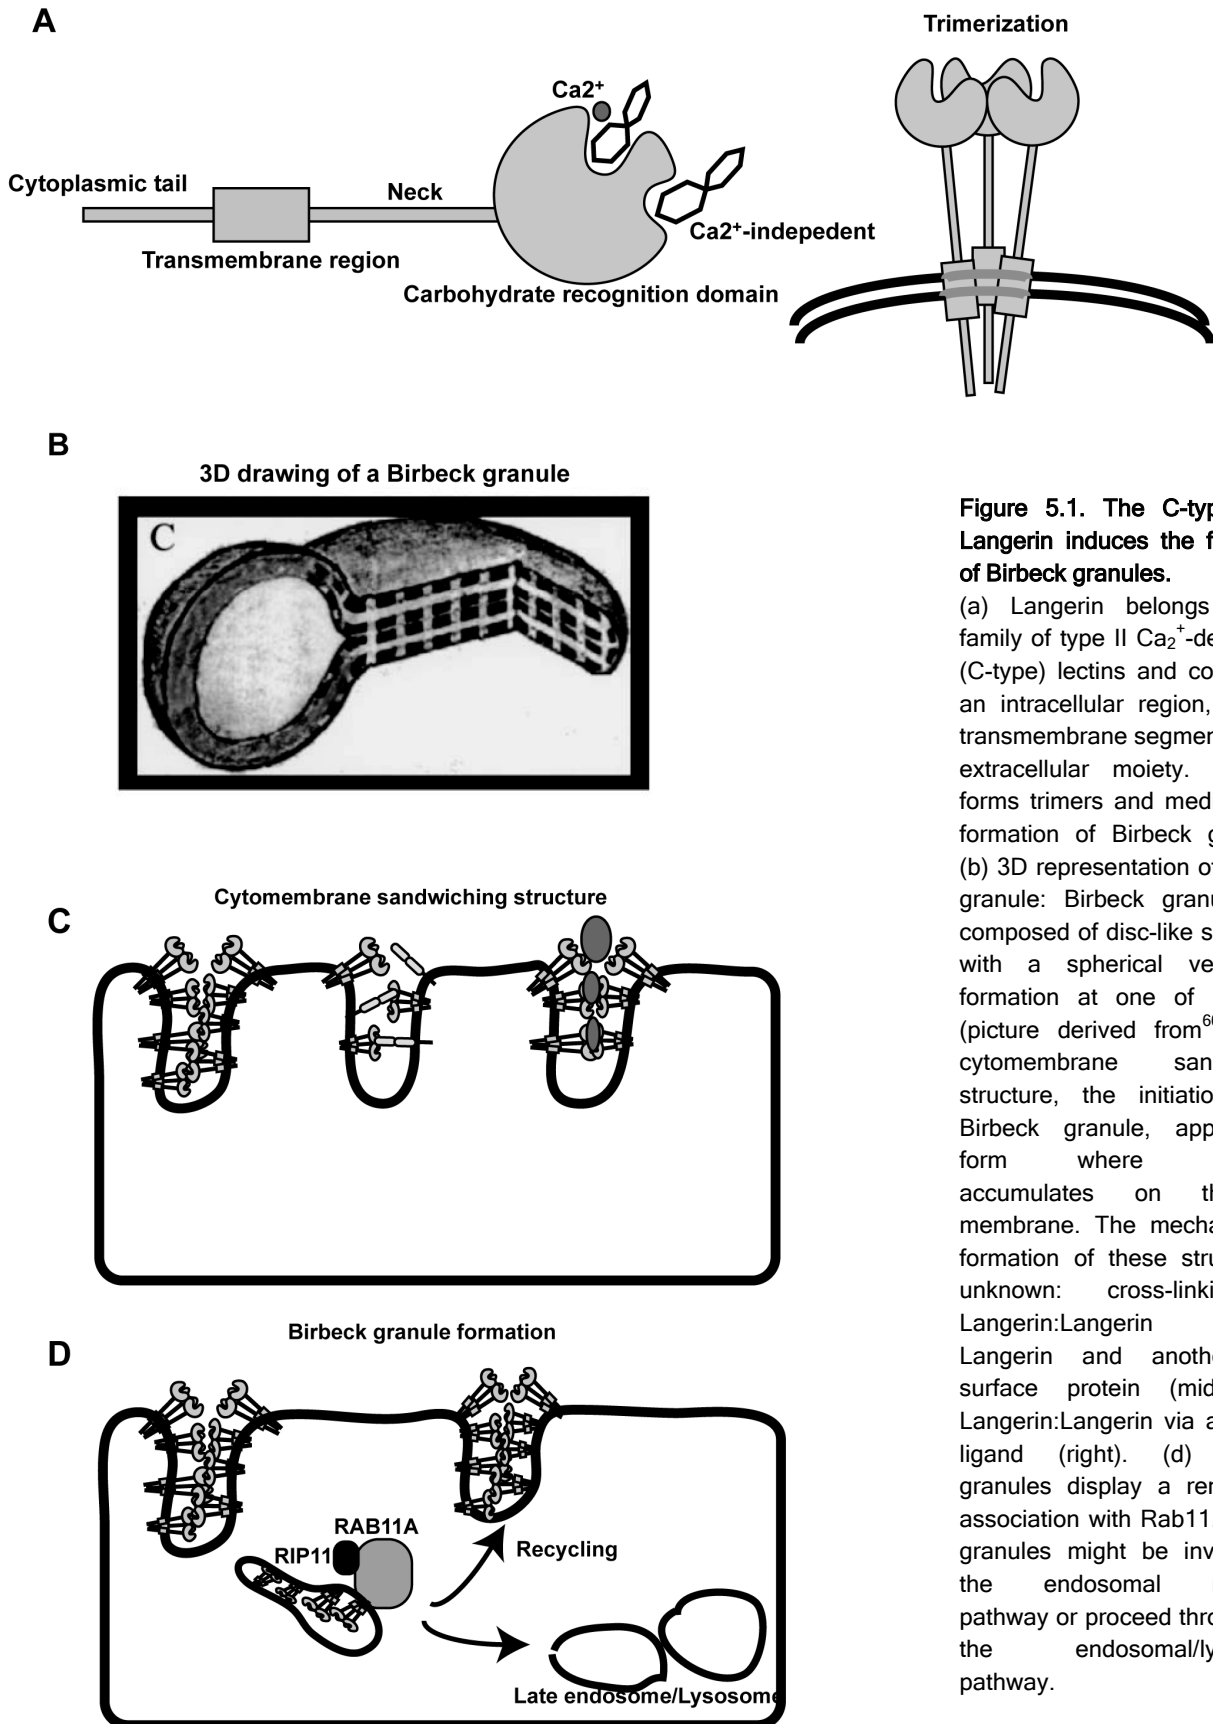 A
Trimerization
Ca2⁺
Cytoplasmic tail
Neck
Ca2⁺-indepedent
Transmembrane region
Carbohydrate recognition domain
B
3D drawing of a Birbeck granule
C
Cytomembrane sandwiching structure
C
Birbeck granule formation
D
RAB11A
RIP11
Recycling
Late endosome/Lysosome
Figure 5.1. The C-typ
Langerin induces the f
of Birbeck granules.
(a) Langerin belongs
family of type II Ca₂⁺-de
(C-type) lectins and co
an intracellular region,
transmembrane segmen
extracellular moiety.
forms trimers and med
formation of Birbeck g
(b) 3D representation of
granule: Birbeck granu
composed of disc-like s
with a spherical ve
formation at one of
(picture derived from⁶⁰
cytomembrane san
structure, the initiatio
Birbeck granule, app
form where
accumulates on th
membrane. The mecha
formation of these stru
unknown: cross-linki
Langerin:Langerin
Langerin and anothe
surface protein (mid
Langerin:Langerin via a
ligand (right). (d)
granules display a ren
association with Rab11.
granules might be inv
the endosomal
pathway or proceed thro
the endosomal/ly
pathway.